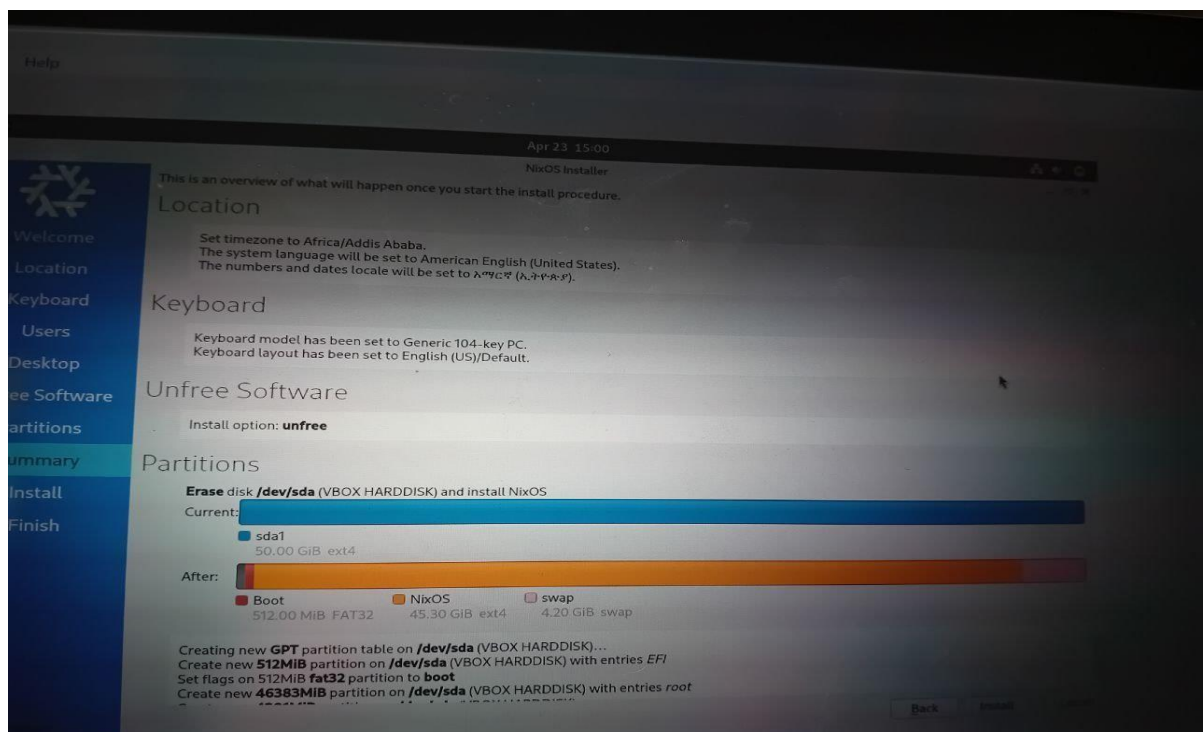 Help
Apr 23 15:00
NixOS Installer
This is an overview of what will happen once you start the install procedure.
Location
Set timezone to Africa/Addis Ababa.
The system language will be set to American English (United States).
The numbers and dates locale will be set to አማርኛ (ኢትዮጵያ).
Keyboard
Keyboard model has been set to Generic 104-key PC.
Keyboard layout has been set to English (US)/Default.
Unfree Software
Install option: unfree
Partitions
Erase disk /dev/sda (VBOX HARDDISK) and install NixOS
Current:
sda1
50.00 GiB ext4
After:
Boot NixOS swap
512.00 MiB FAT32 45.30 GiB ext4 4.20 GiB swap
Creating new GPT partition table on /dev/sda (VBOX HARDDISK)...
Create new 512MiB partition on /dev/sda (VBOX HARDDISK) with entries EFI
Set flags on 512MiB fat32 partition to boot
Create new 46383MiB partition on /dev/sda (VBOX HARDDISK) with entries root
Back Install
Welcome
Location
Keyboard
Users
Desktop
ee Software
artitions
ummary
Install
Finish